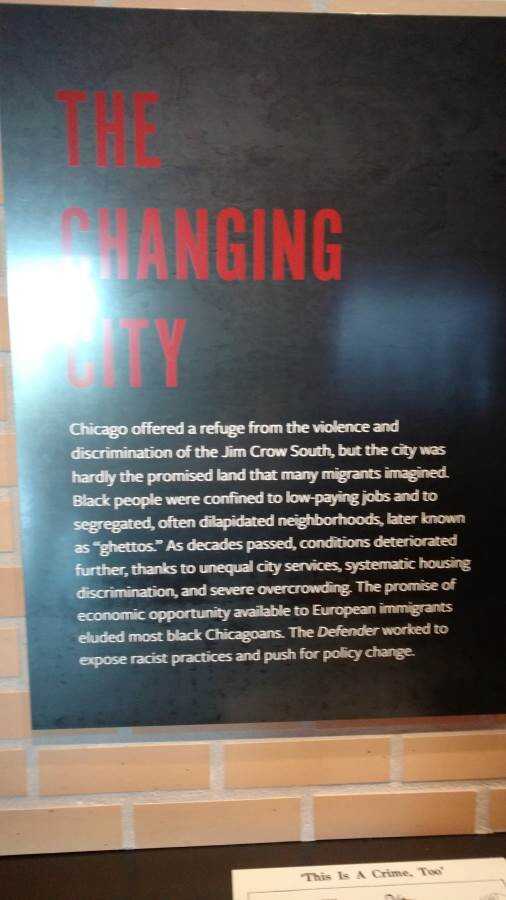 THE
CHANGING
CITY
Chicago offered a refuge from the violence and
discrimination of the Jim Crow South, but the city was
hardly the promised land that many migrants imagined.
Black people were confined to low-paying jobs and to
segregated, often dilapidated neighborhoods, later known
as “ghettos.” As decades passed, conditions deteriorated
further, thanks to unequal city services, systematic housing
discrimination, and severe overcrowding. The promise of
economic opportunity available to European immigrants
eluded most black Chicagoans. The Defender worked to
expose racist practices and push for policy change.
'This Is A Crime, Too'